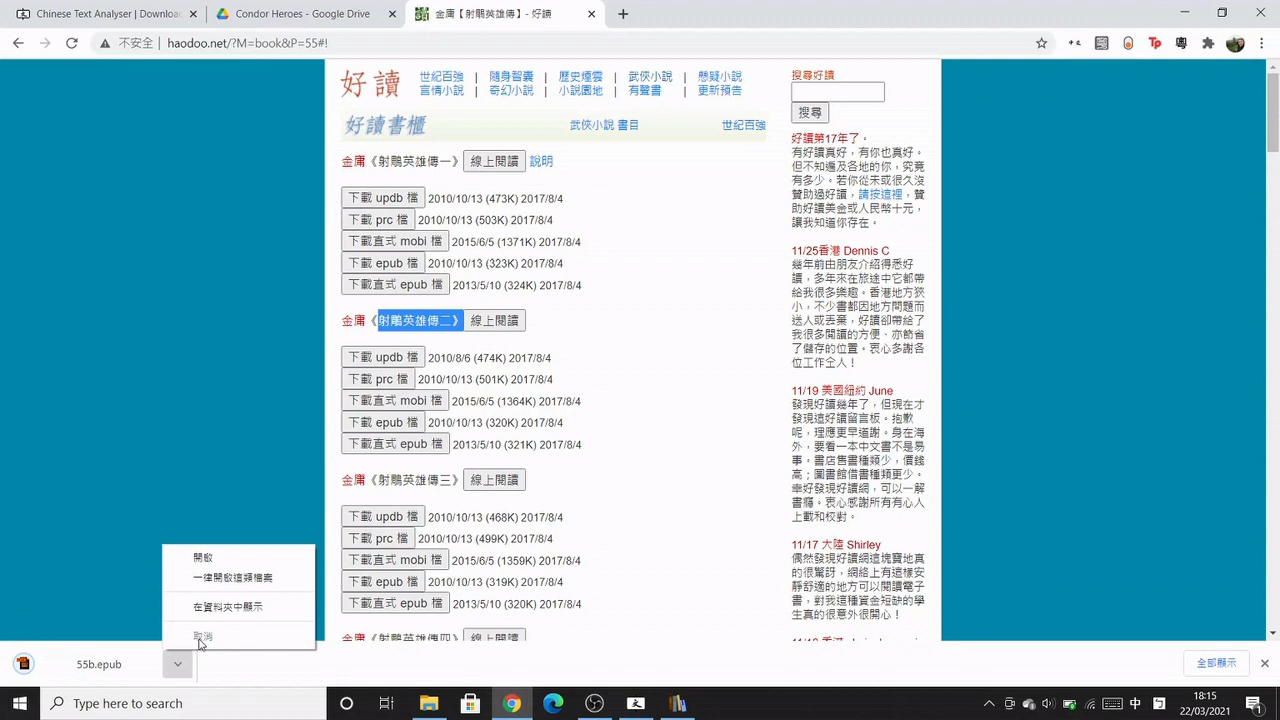 Chinese Text Analyser | Downloa
Condor Heroes - Google Drive
金庸【射鵰英雄傳】- 好讀
不安全 | haodoo.net/?M=book&P=55#!
好讀
世紀百強 | 隨身智囊 | 歷史煙雲 | 武俠小說 | 懸疑小說
言情小說 | 奇幻小說 | 小說園地 | 有聲書 | 更新預告
好讀書櫃
武俠小說 書目
世紀百強
金庸《射鵰英雄傳一》 線上閱讀 說明
下載 updb 檔 2010/10/13 (473K) 2017/8/4
下載 prc 檔 2010/10/13 (503K) 2017/8/4
下載直式 mobi 檔 2015/6/5 (1371K) 2017/8/4
下載 epub 檔 2010/10/13 (323K) 2017/8/4
下載直式 epub 檔 2013/5/10 (324K) 2017/8/4
金庸《射鵰英雄傳二》 線上閱讀
下載 updb 檔 2010/8/6 (474K) 2017/8/4
下載 prc 檔 2010/10/13 (501K) 2017/8/4
下載直式 mobi 檔 2015/6/5 (1364K) 2017/8/4
下載 epub 檔 2010/10/13 (320K) 2017/8/4
下載直式 epub 檔 2013/5/10 (321K) 2017/8/4
金庸《射鵰英雄傳三》 線上閱讀
下載 updb 檔 2010/10/13 (468K) 2017/8/4
下載 prc 檔 2010/10/13 (499K) 2017/8/4
下載直式 mobi 檔 2015/6/5 (1359K) 2017/8/4
下載 epub 檔 2010/10/13 (319K) 2017/8/4
下載直式 epub 檔 2013/5/10 (320K) 2017/8/4
金庸《射鵰英雄傳四》 線上閱讀
搜尋好讀
搜尋
好讀第17年了。
有好讀真好，有你也真好。
但不知遍及各地的你，究竟
有多少。若你從未或很久沒
贊助過好讀，請按這裡，贊
助好讀美金或人民幣十元，
讓我知道你存在。
11/25香港 Dennis C
幾年前由朋友介紹得悉好
讀，多年來在旅途中它都帶
給我很多樂趣。香港地方狹
小，不少書都因地方問題而
送人或丟棄，好讀卻帶給了
我很多閱讀的方便、亦節省
了儲存的位置。衷心多謝各
位工作仝人！
11/19 美國紐約 June
發現好讀幾年了，但現在才
發現這好讀留言板。抱歉
呢，理應更早道謝。身在海
外，要看一本中文書不是易
事。書店售書種類少，價錢
高；圖書館借書種類更少。
幸好發現好讀網，可以一解
書癮。衷心感謝所有有心人
上載和校對。
11/17 大陸 Shirley
偶然發現好讀網這塊寶地真
的很驚訝，網絡上有這樣安
靜舒適的地方可以閱讀電子
書，對我這種資金短缺的學
生真的很意外很開心！
開啟
一律開啟這類檔案
在資料夾中顯示
取消
55b.epub
全部顯示
Type here to search
Tp
粵
中
18:15
22/03/2021
1